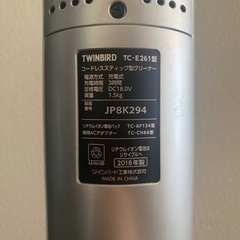 TWINBIRD TC-E261型
コードレススティック型クリーナー
電源方式 充電式
充電時間 3時間
定格電圧 DC18.0V
質量 1.5kg
製造番号 JP8K294
リチウムイオン電池パック TC-AF134型
専用ACアダプター TC-CH88型
リチウムイオン電池は
リサイクルへ
Li-ion
2018年製
ツインバード工業株式会社
MADE IN CHINA